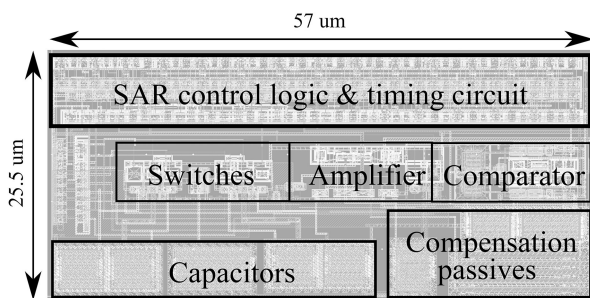 57 um
25.5 um
SAR control logic & timing circuit
Switches
Amplifier
Comparator
Capacitors
Compensation
passives